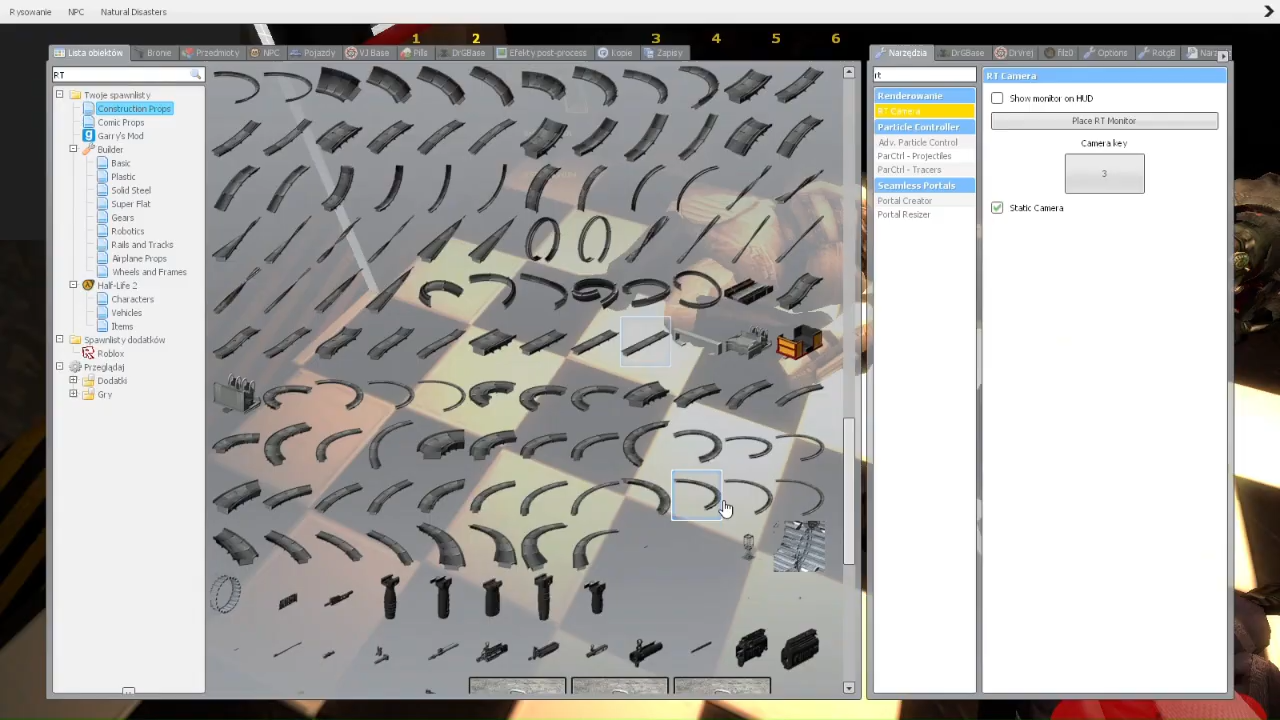 Rysowanie NPC Natural Disasters
1 2 3 4 5 6
Lista obiektów Bronie Przedmioty NPC Pojazdy VJ Base Pills DrGBase Efekty post-process Kopie Zapisy
RT
Twoje spawnlisty
Construction Props
Comic Props
Garry's Mod
Builder
Basic
Plastic
Solid Steel
Super Flat
Gears
Robotics
Rails and Tracks
Airplane Props
Wheels and Frames
Half-Life 2
Characters
Vehicles
Items
Spawnlisty dodatków
Roblox
Przeglądaj
Dodatki
Gry
Narzędzia DrGBase DrVrej Options RotgB
rt
Renderowanie
RT Camera
Particle Controller
Adv. Particle Control
ParCtrl - Projectiles
ParCtrl - Tracers
Seamless Portals
Portal Creator
Portal Resizer
RT Camera
Show monitor on HUD
Place RT Monitor
Camera key
3
Static Camera